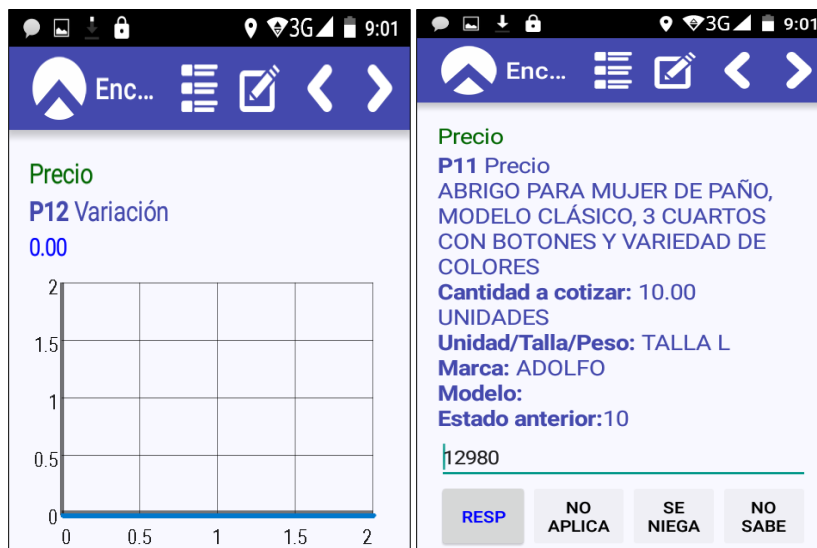 3G 9:01
Enc...
Precio
P12 Variación
0.00
2
1.5
1
0.5
0
0 0.5 1 1.5 2
3G 9:01
Enc...
Precio
P11 Precio
ABRIGO PARA MUJER DE PAÑO,
MODELO CLÁSICO, 3 CUARTOS
CON BOTONES Y VARIEDAD DE
COLORES
Cantidad a cotizar: 10.00
UNIDADES
Unidad/Talla/Peso: TALLA L
Marca: ADOLFO
Modelo:
Estado anterior:10
12980
RESP
NO
APLICA
SE
NIEGA
NO
SABE